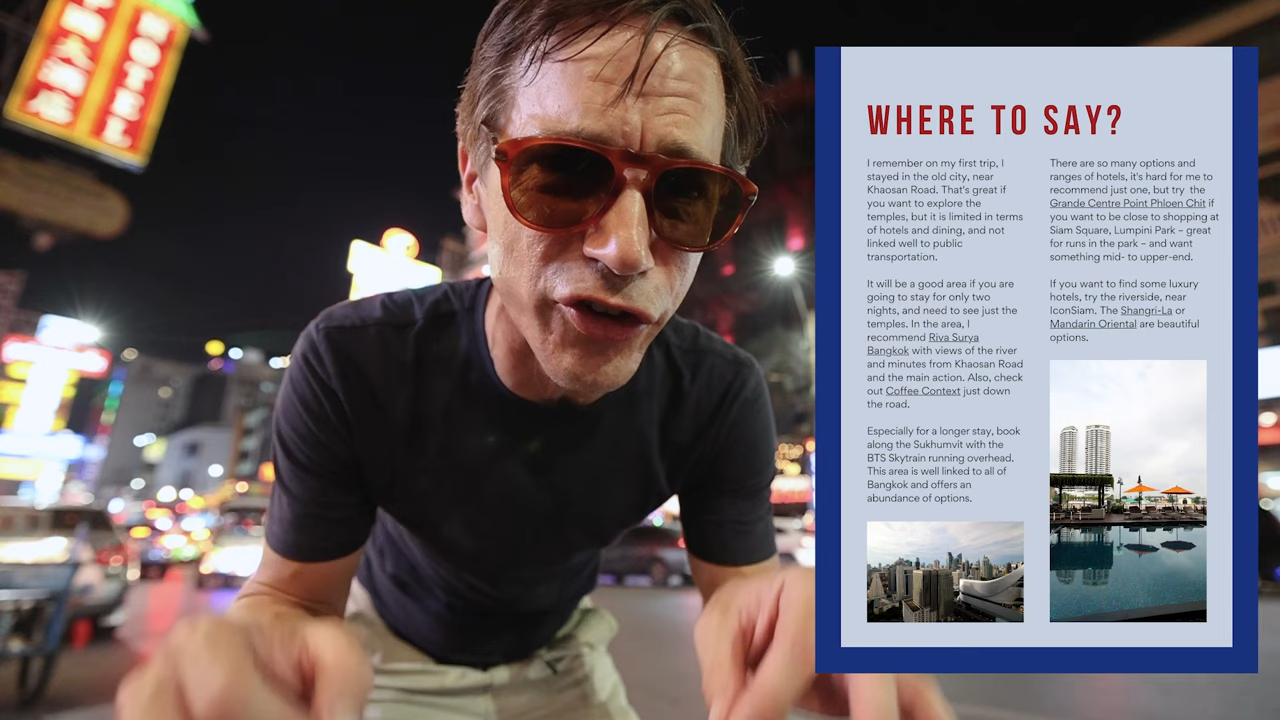 大酒店
HOTEL
WHERE TO SAY?
I remember on my first trip, I
stayed in the old city, near
Khaosan Road. That's great if
you want to explore the
temples, but it is limited in terms
of hotels and dining, and not
linked well to public
transportation.
It will be a good area if you are
going to stay for only two
nights, and need to see just the
temples. In the area, I
recommend Riva Surya
Bangkok with views of the river
and minutes from Khaosan Road
and the main action. Also, check
out Coffee Context just down
the road.
Especially for a longer stay, book
along the Sukhumvit with the
BTS Skytrain running overhead.
This area is well linked to all of
Bangkok and offers an
abundance of options.
There are so many options and
ranges of hotels, it's hard for me to
recommend just one, but try the
Grande Centre Point Phloen Chit if
you want to be close to shopping at
Siam Square, Lumpini Park – great
for runs in the park – and want
something mid- to upper-end.
If you want to find some luxury
hotels, try the riverside, near
IconSiam. The Shangri-La or
Mandarin Oriental are beautiful
options.